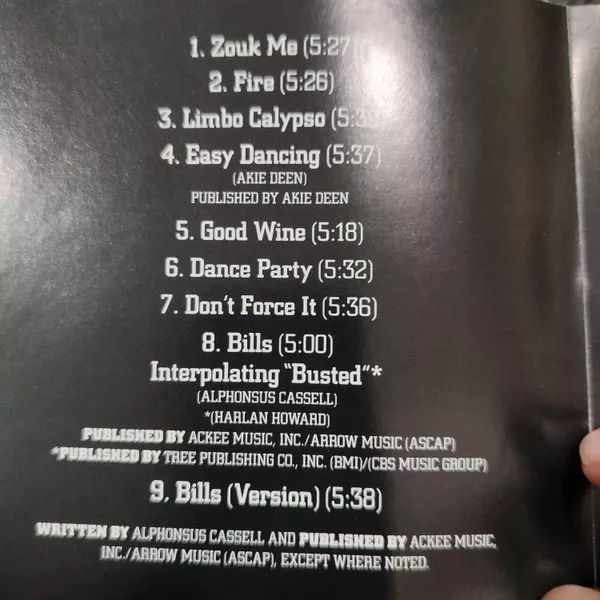 1. Zouk Me (5:27)
2. Fire (5:26)
3. Limbo Calypso
4. Easy Dancing (5:37)
(AKIE DEEN)
PUBLISHED BY AKIE DEEN
5. Good Wine (5:18)
6. Dance Party (5:32)
7. Don't Force It (5:36)
8. Bills (5:00)
Interpolating "Busted"*
(ALPHONSUS CASSELL)
*(HARLAN HOWARD)
PUBLISHED BY ACKEE MUSIC, INC./ARROW MUSIC (ASCAP)
*PUBLISHED BY TREE PUBLISHING CO., INC. (BMI)/(CBS MUSIC GROUP)
9. Bills (Version) (5:38)
WRITTEN BY ALPHONSUS CASSELL AND PUBLISHED BY ACKEE MUSIC,
INC./ARROW MUSIC (ASCAP), EXCEPT WHERE NOTED.